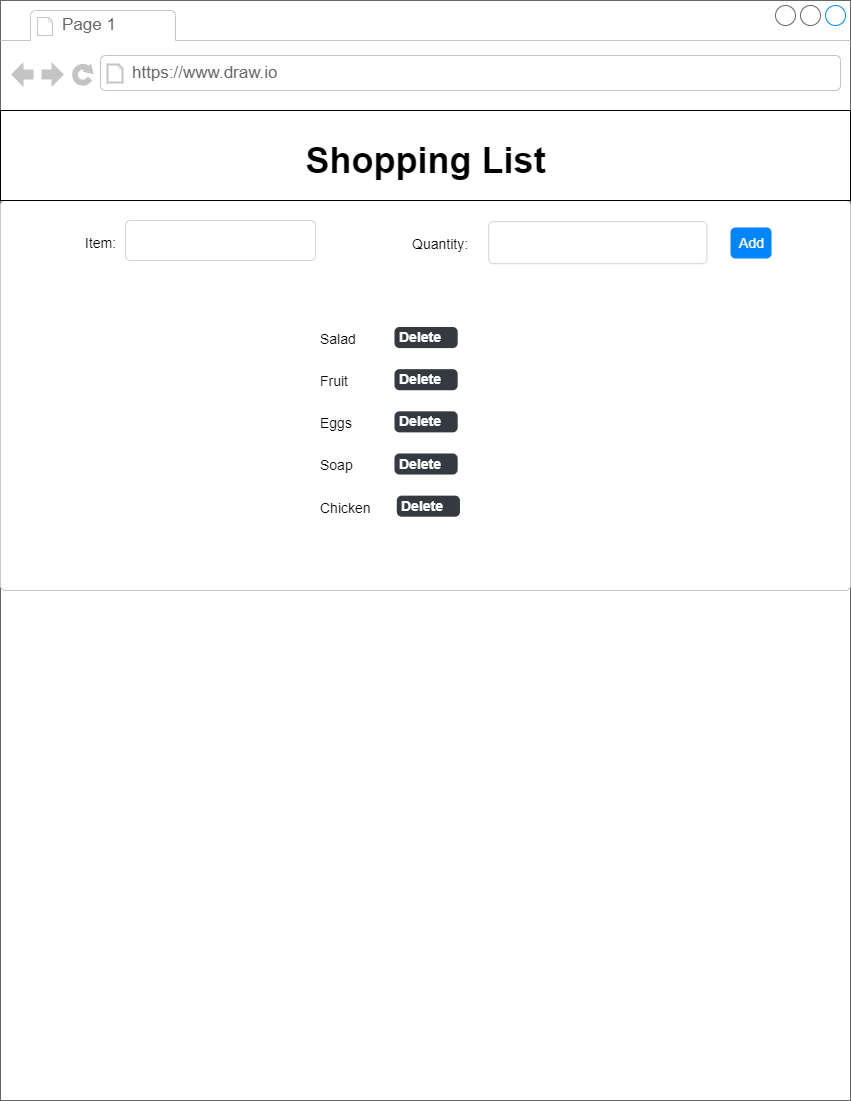 Page 1
https://www.draw.io
Shopping List
Item:
Quantity:
Add
Salad Delete
Fruit Delete
Eggs Delete
Soap Delete
Chicken Delete